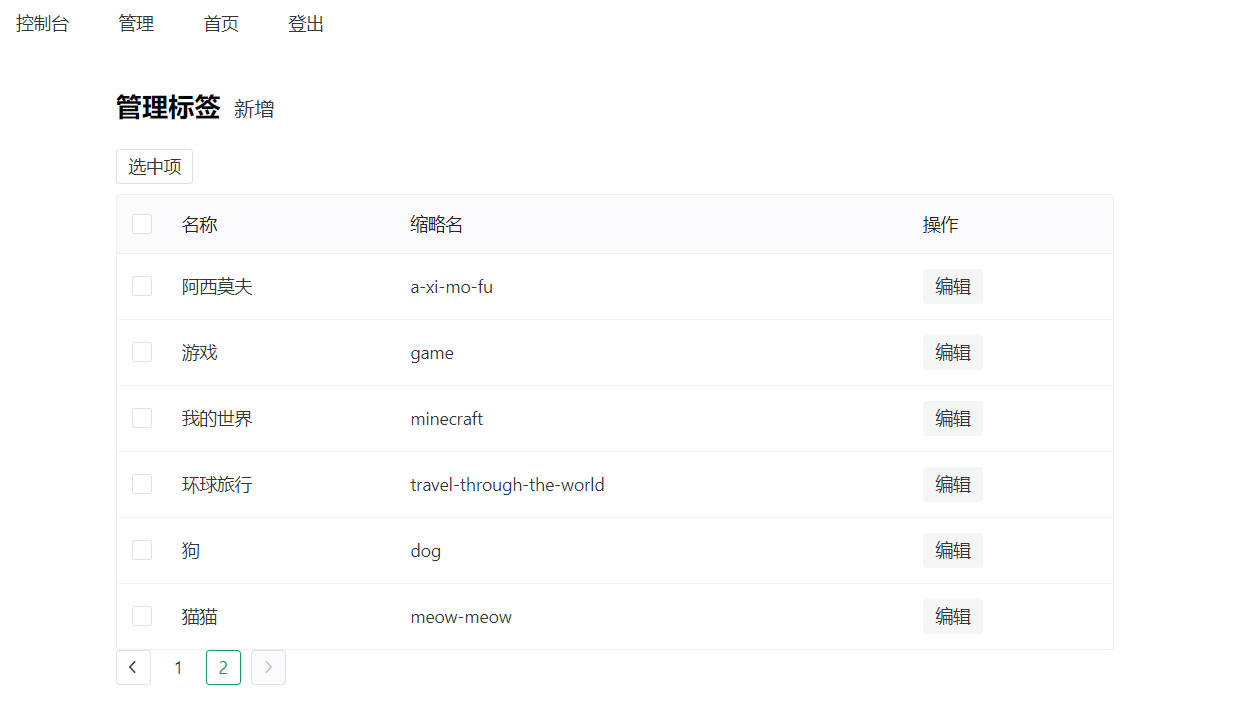 控制台 管理 首页 登出
管理标签 新增
选中项
名称 缩略名 操作
阿西莫夫 a-xi-mo-fu 编辑
游戏 game 编辑
我的世界 minecraft 编辑
环球旅行 travel-through-the-world 编辑
狗 dog 编辑
猫猫 meow-meow 编辑
1 2